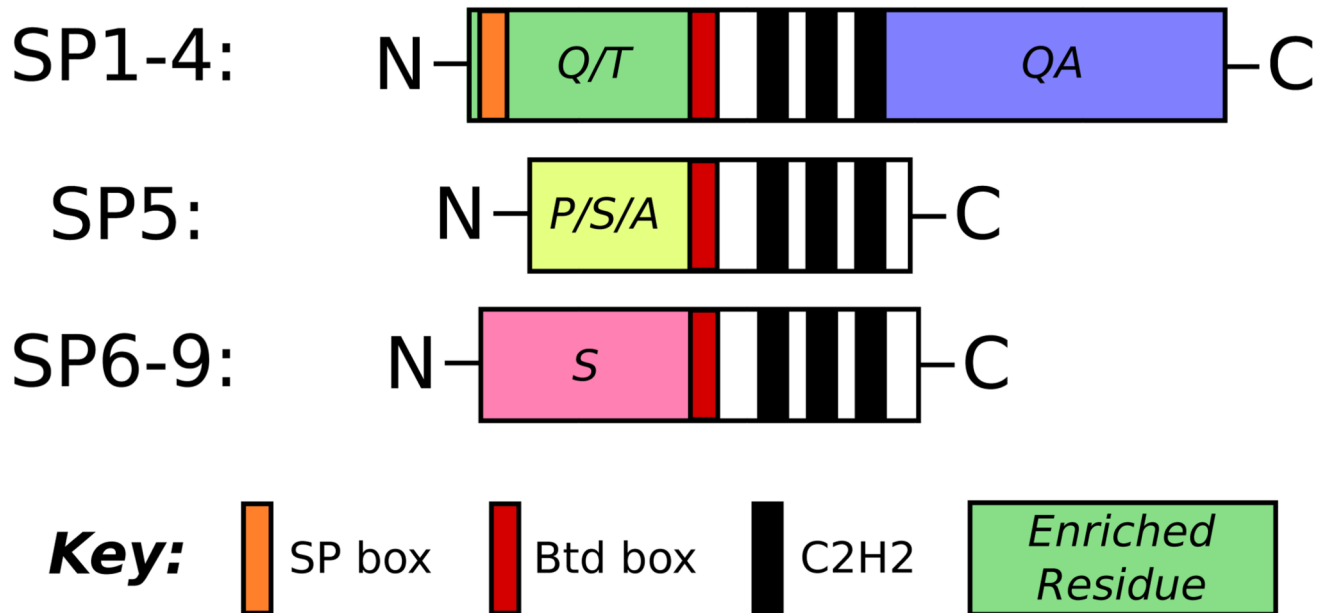 SP1-4: N Q/T QA C
SP5: N P/S/A C
SP6-9: N S C
Key: SP box Btd box C2H2 Enriched
Residue